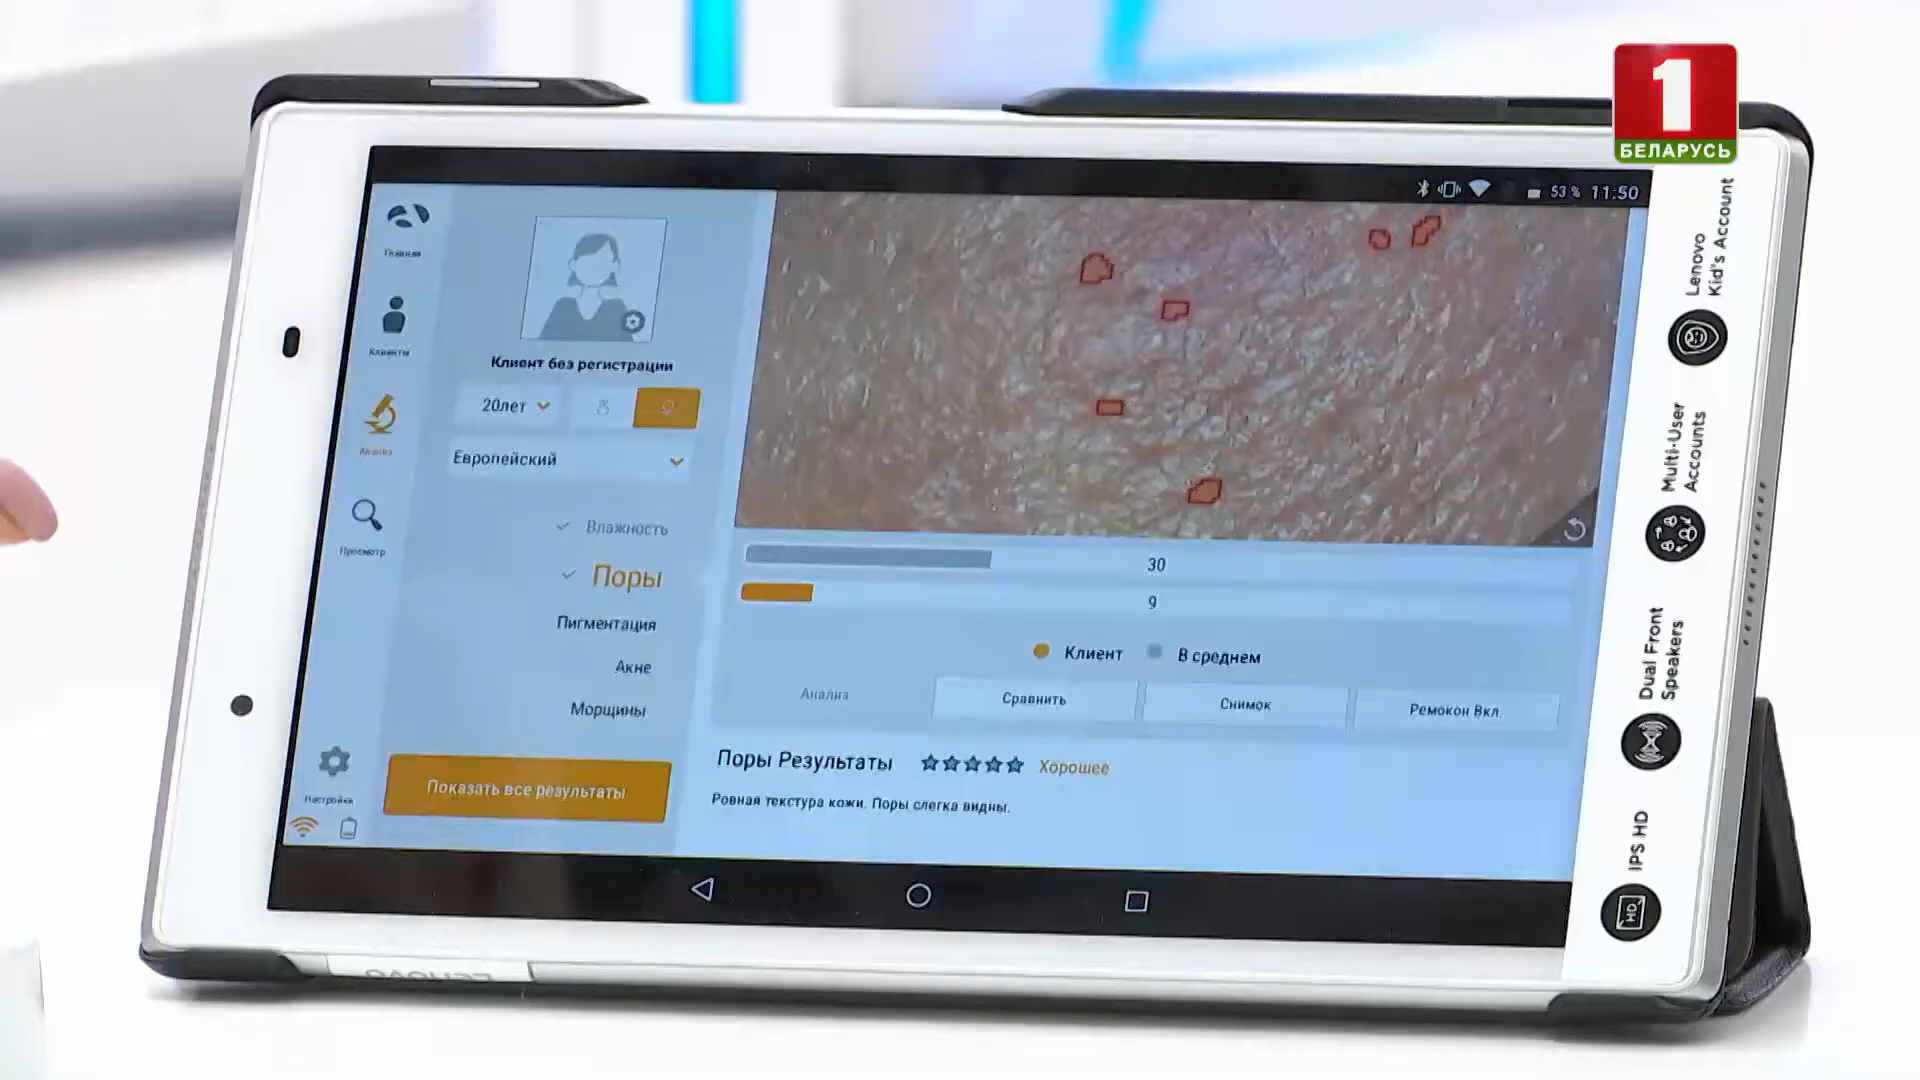 1
БЕЛАРУСЬ
53 % 11:50
Главная
Клиенты
Анализ
Просмотр
Настройки
Клиент без регистрации
20лет
Европейский
Влажность
Поры
Пигментация
Акне
Морщины
Показать все результаты
30
9
Клиент
В среднем
Анализ
Сравнить
Снимок
Ремокон Вкл.
Поры Результаты
Хорошее
Ровная текстура кожи. Поры слегка видны.
Lenovo
Kid's Account
Multi-User
Accounts
Dual Front
Speakers
IPS HD
HD
lenovo